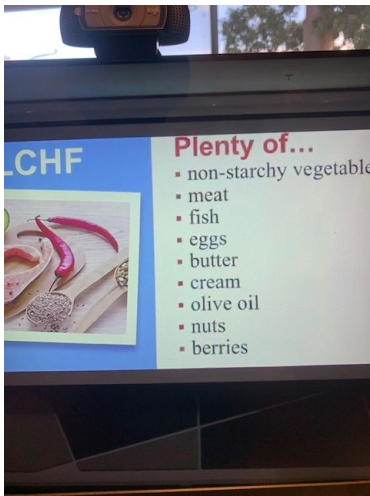 LCHF
Plenty of...
non-starchy vegetable
meat
fish
eggs
butter
cream
olive oil
nuts
berries